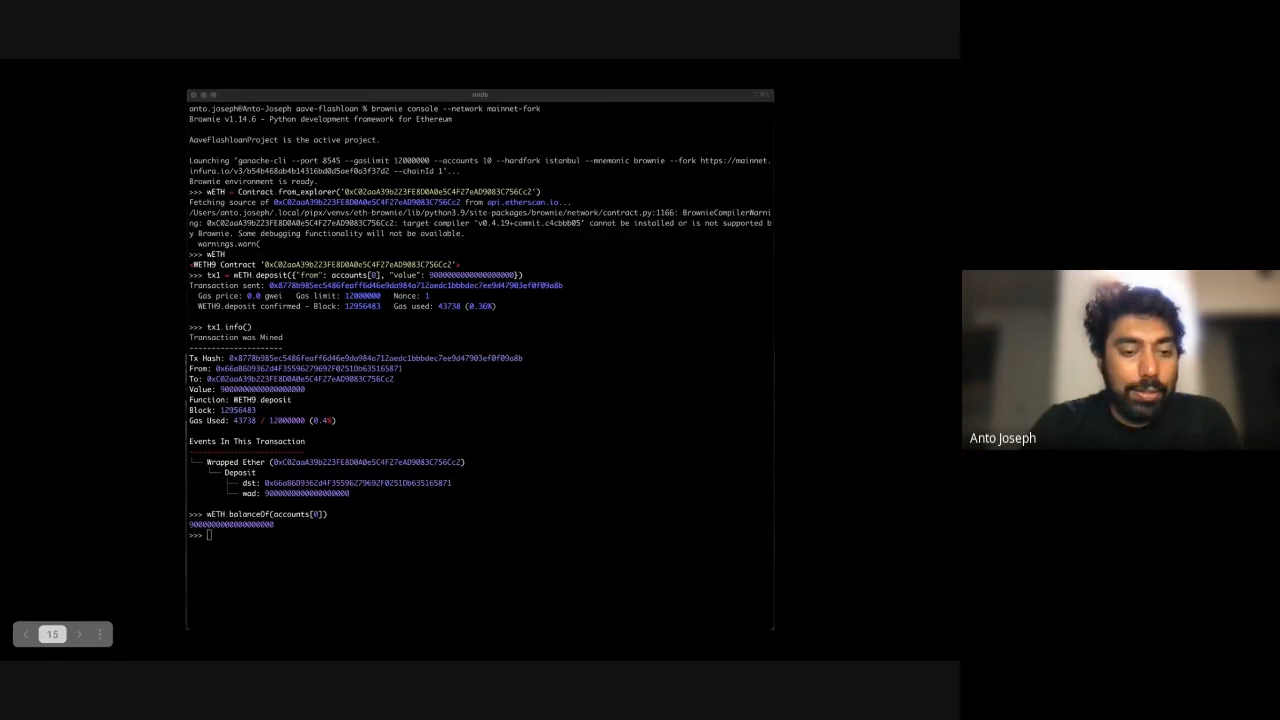 node
anto.joseph@Anto-Joseph aave-flashloan % brownie console --network mainnet-fork
Brownie v1.14.6 - Python development framework for Ethereum
AaveFlashloanProject is the active project.
Launching 'ganache-cli --port 8545 --gasLimit 12000000 --accounts 10 --hardfork istanbul --mnemonic brownie --fork https://mainnet.
infura.io/v3/b54b468ab4b14316bd0d5aef0a3f37d2 --chainId 1'...
Brownie environment is ready.
>>> wETH = Contract.from_explorer('0xC02aaA39b223FE8D0A0e5C4F27eAD9083C756Cc2')
Fetching source of 0xC02aaA39b223FE8D0A0e5C4F27eAD9083C756Cc2 from api.etherscan.io...
/Users/anto.joseph/.local/pipx/venvs/eth-brownie/lib/python3.9/site-packages/brownie/network/contract.py:1166: BrownieCompilerWarni
ng: 0xC02aaA39b223FE8D0A0e5C4F27eAD9083C756Cc2: target compiler 'v0.4.19+commit.c4cbbb05' cannot be installed or is not supported b
y Brownie. Some debugging functionality will not be available.
warnings.warn(
>>> wETH
<WETH9 Contract '0xC02aaA39b223FE8D0A0e5C4F27eAD9083C756Cc2'>
>>> tx1 = wETH.deposit({"from": accounts[0], "value": 9000000000000000000})
Transaction sent: 0x8778b985ec5486feaff6d46e9da984a712aedc1bbbdec7ee9d47903ef0f09a8b
Gas price: 0.0 gwei Gas limit: 12000000 Nonce: 1
WETH9.deposit confirmed - Block: 12956483 Gas used: 43738 (0.36%)
>>> tx1.info()
Transaction was Mined
---------------------
Tx Hash: 0x8778b985ec5486feaff6d46e9da984a712aedc1bbbdec7ee9d47903ef0f09a8b
From: 0x66aB6D9362d4F35596279692F0251Db635165871
To: 0xC02aaA39b223FE8D0A0e5C4F27eAD9083C756Cc2
Value: 9000000000000000000
Function: WETH9.deposit
Block: 12956483
Gas Used: 43738 / 12000000 (0.4%)
Events In This Transaction
--------------------------
Wrapped Ether (0xC02aaA39b223FE8D0A0e5C4F27eAD9083C756Cc2)
Deposit
dst: 0x66aB6D9362d4F35596279692F0251Db635165871
wad: 9000000000000000000
>>> wETH.balanceOf(accounts[0])
9000000000000000000
>>>
Anto Joseph
15